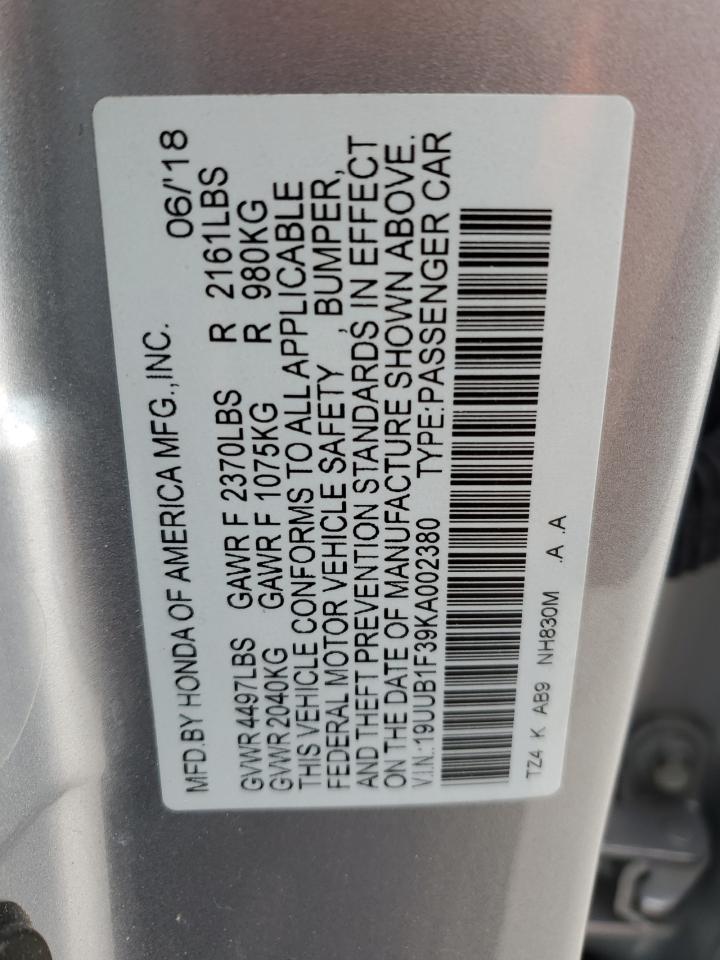 MFD.BY HONDA OF AMERICA MFG.,INC. 06/'18
GVWR 4497LBS GAWR F 2370LBS R 2161LBS
GVWR 2040KG GAWR F 1075KG R 980KG
THIS VEHICLE CONFORMS TO ALL APPLICABLE
FEDERAL MOTOR VEHICLE SAFETY , BUMPER,
AND THEFT PREVENTION STANDARDS IN EFFECT
ON THE DATE OF MANUFACTURE SHOWN ABOVE.
V.I.N.:19UUB1F39KA002380 TYPE:PASSENGER CAR
TZ4 K AB9 NH830M .A .A